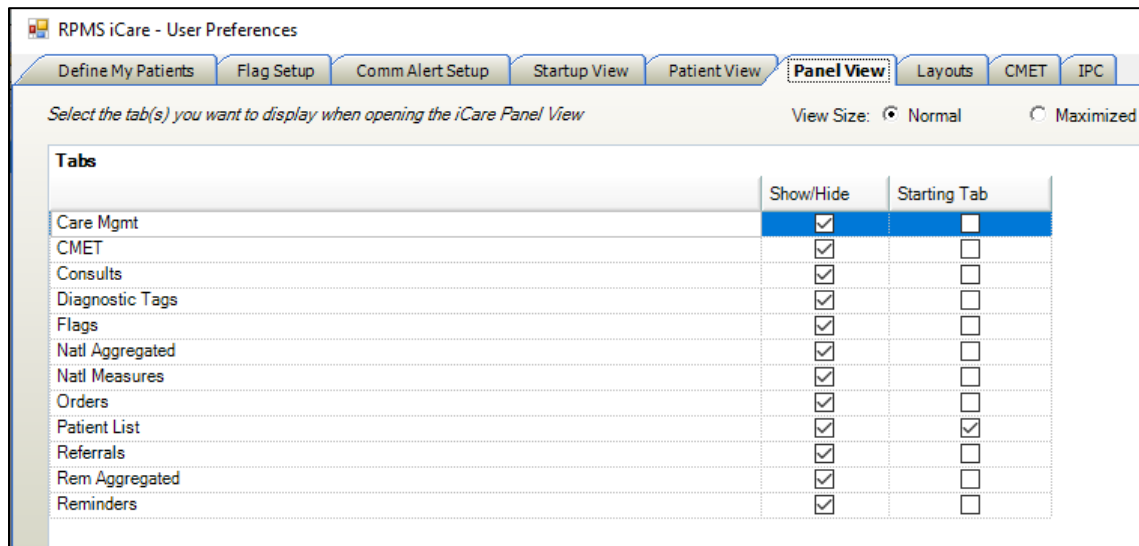 RPMS iCare - User Preferences
Define My Patients Flag Setup Comm Alert Setup Startup View Patient View Panel View Layouts CMET IPC
Select the tab(s) you want to display when opening the iCare Panel View View Size: Normal Maximized
Tabs
Show/Hide Starting Tab
Care Mgmt
CMET
Consults
Diagnostic Tags
Flags
Natl Aggregated
Natl Measures
Orders
Patient List
Referrals
Rem Aggregated
Reminders